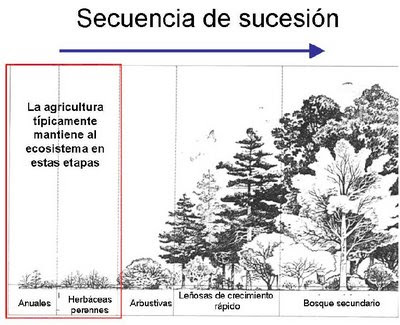 Secuencia de sucesión
La agricultura
típicamente
mantiene al
ecosistema en
estas etapas
Anuales
Herbáceas
perennes
Arbustivas
Leñosas de crecimiento
rápido
Bosque secundario